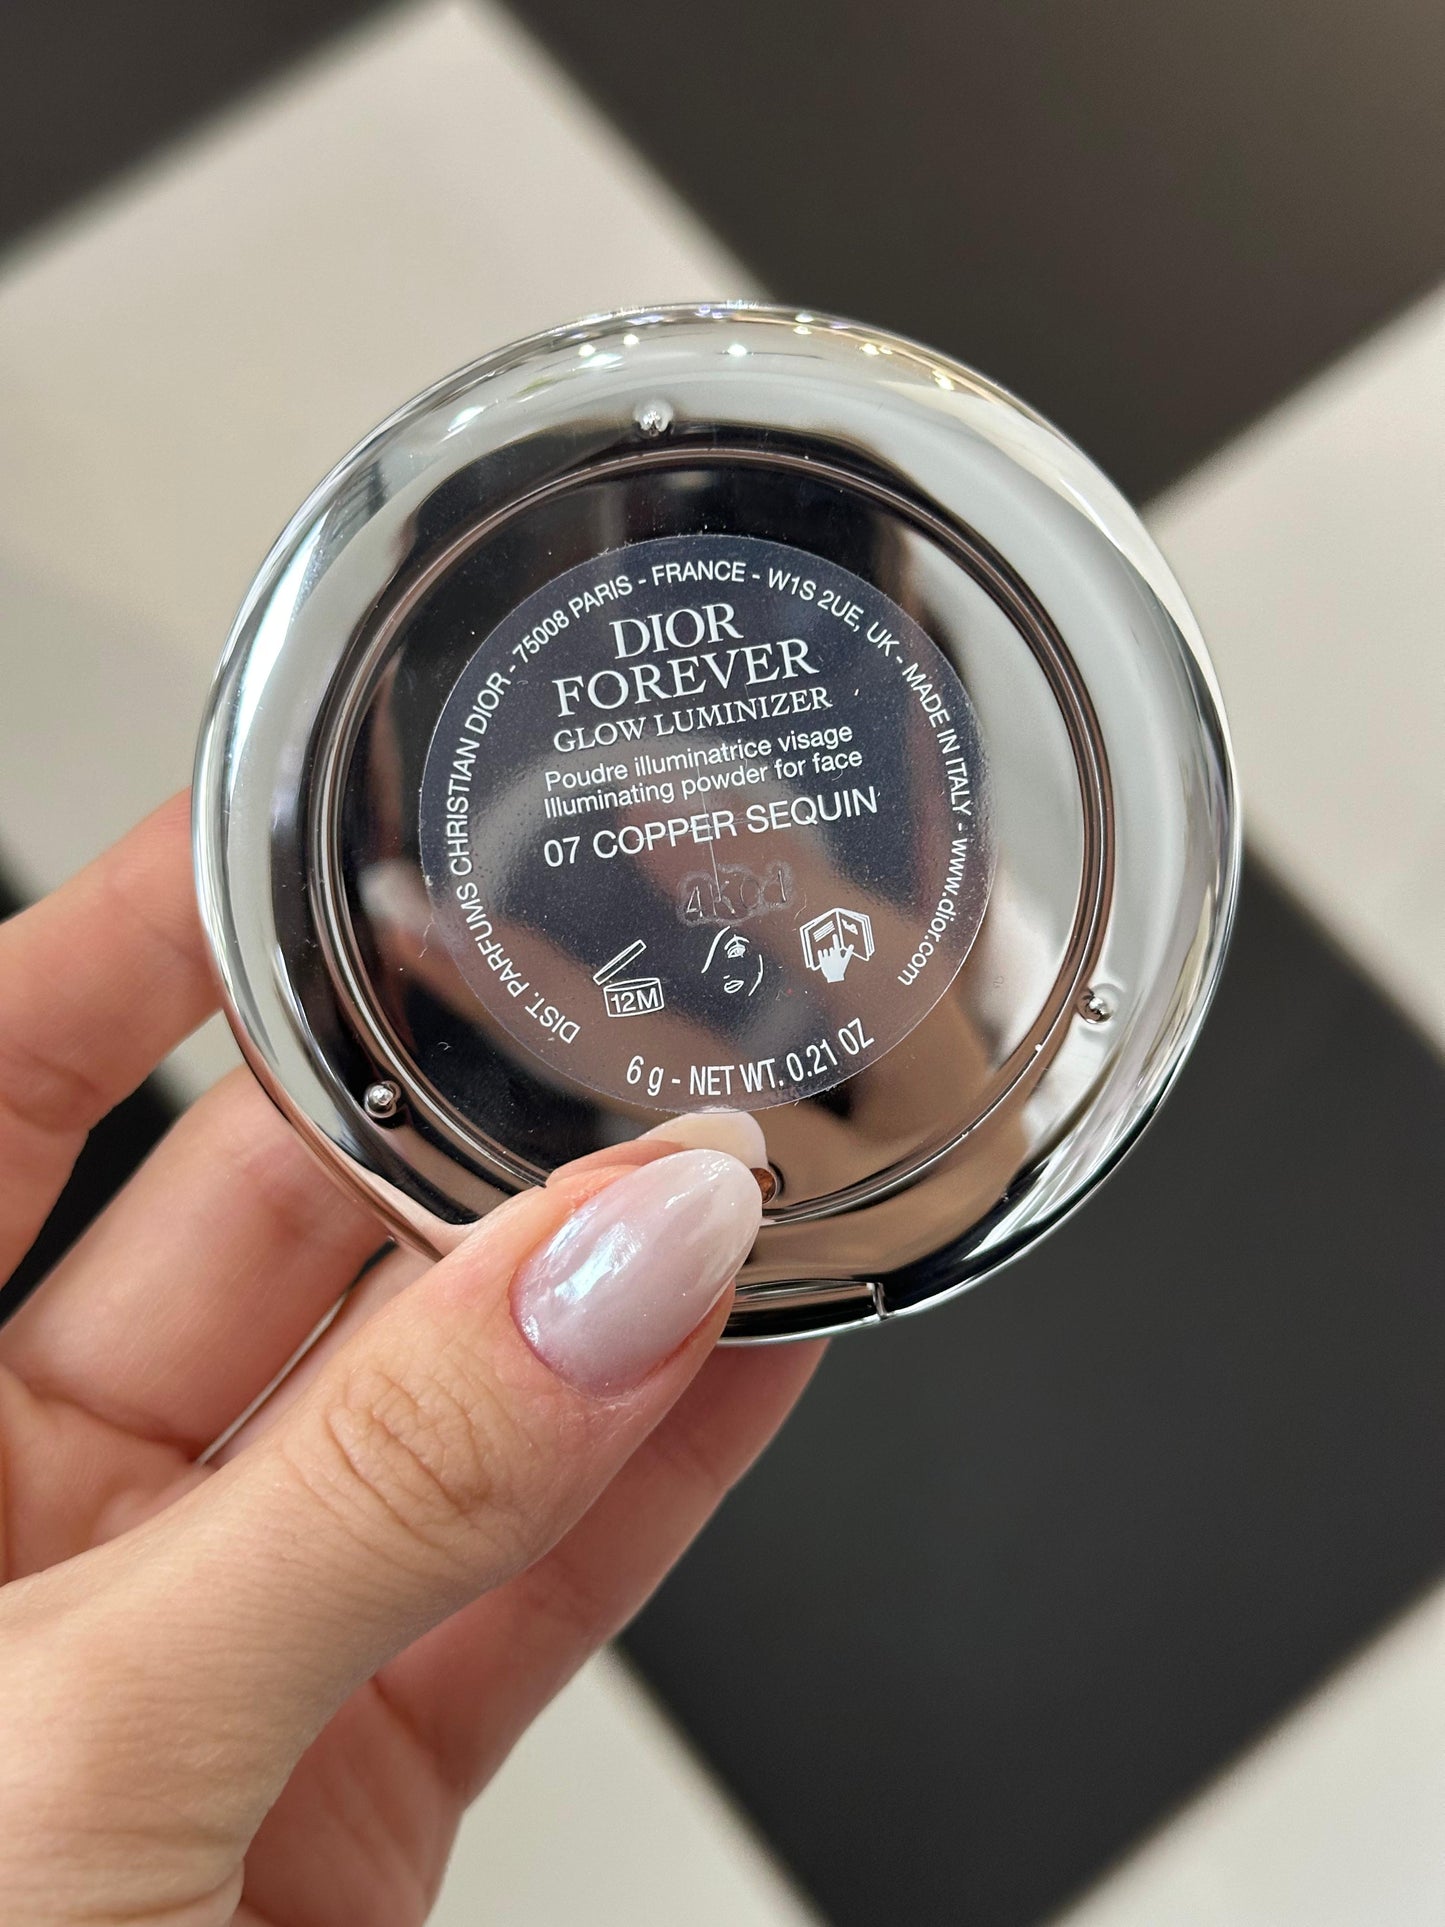 DIST. PARFUMS CHRISTIAN DIOR - 75008 PARIS - FRANCE - W1S 2UE, UK - MADE IN ITALY - www.dior.com
DIOR
FOREVER
GLOW LUMINIZER
Poudre illuminatrice visage
Illuminating powder for face
07 COPPER SEQUIN
4K01
12M
6 g - NET WT. 0.21 OZ